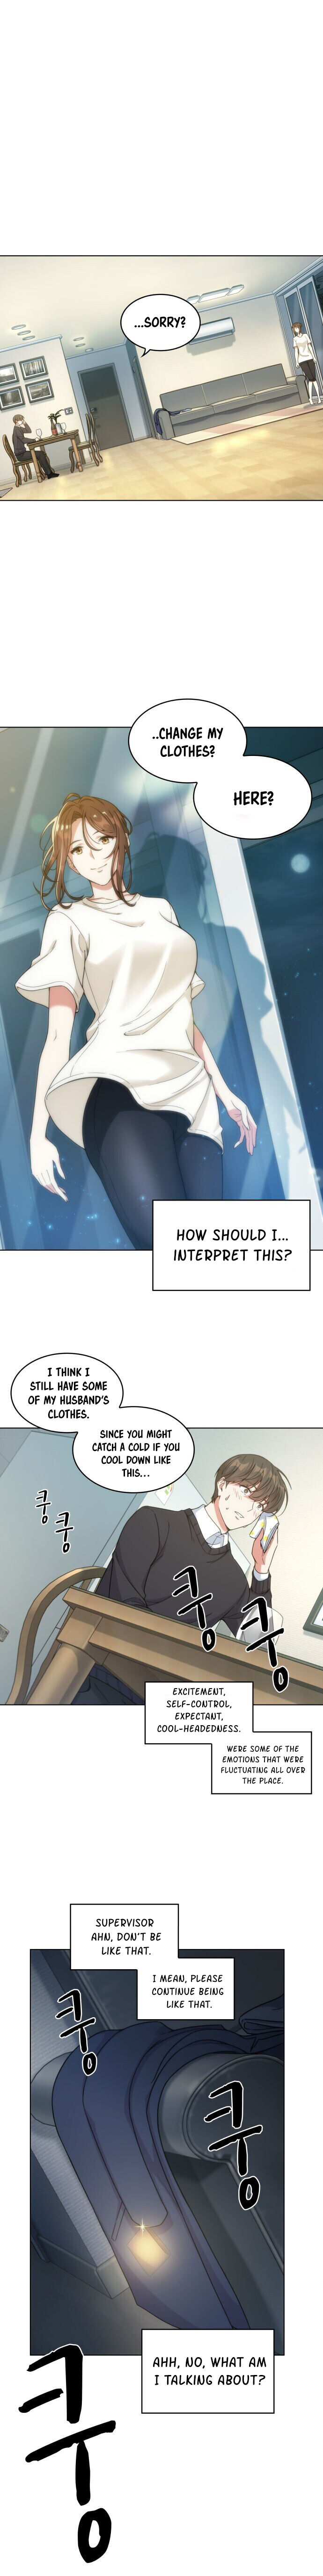 ...SORRY?
..CHANGE MY
CLOTHES?
HERE?
HOW SHOULD I...
INTERPRET THIS?
I THINK I
STILL HAVE SOME
OF MY HUSBAND'S
CLOTHES.
SINCE YOU MIGHT
CATCH A COLD IF YOU
COOL DOWN LIKE
THIS...
쿵
쿵
쿵
쿵
EXCITEMENT,
SELF-CONTROL,
EXPECTANT,
COOL-HEADEDNESS.
WERE SOME OF THE
EMOTIONS THAT WERE
FLUCTUATING ALL OVER
THE PLACE.
SUPERVISOR
AHN, DON'T BE
LIKE THAT.
I MEAN, PLEASE
CONTINUE BEING
LIKE THAT.
쿵
쿵
AHH, NO, WHAT AM
I TALKING ABOUT?
쿵